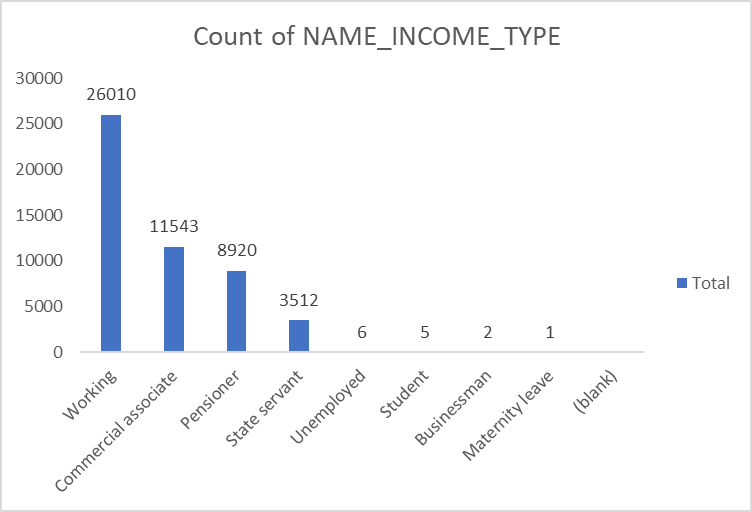 Count of NAME_INCOME_TYPE
30000
25000
20000
15000
10000
5000
0
26010
11543
8920
3512
6
5
2
1
Working
Commercial associate
Pensioner
State servant
Unemployed
Student
Businessman
Maternity leave
(blank)
Total